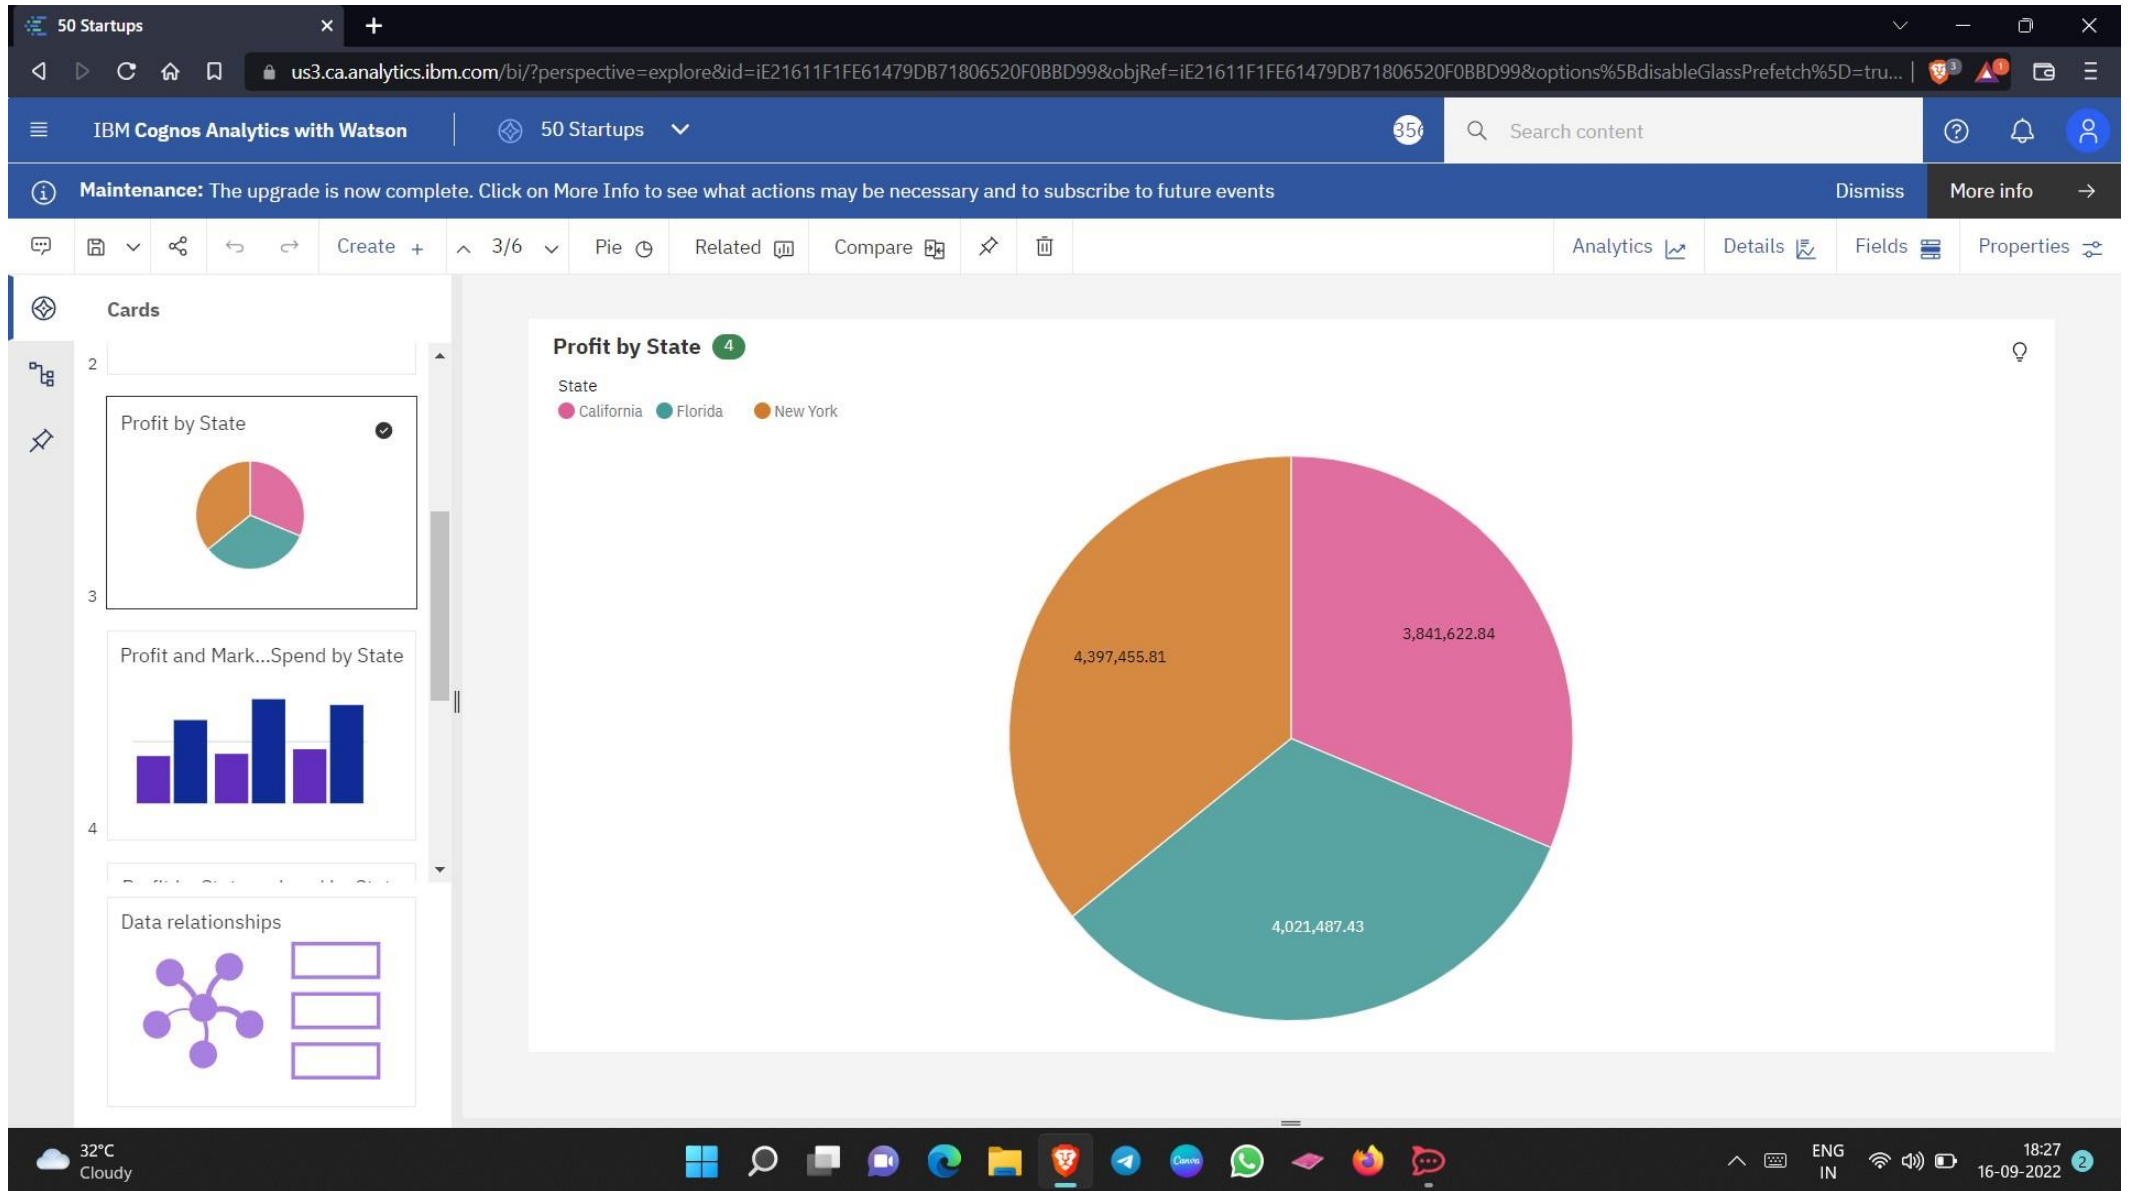 50 Startups
us3.ca.analytics.ibm.com/bi/?perspective=explore&id=iE21611F1FE61479DB71806520F0BBD99&objRef=iE21611F1FE61479DB71806520F0BBD99&options%5BdisableGlassPrefetch%5D=tru...
3
1
IBM Cognos Analytics with Watson
50 Startups
Search content
Maintenance: The upgrade is now complete. Click on More Info to see what actions may be necessary and to subscribe to future events
Dismiss
More info
Create
3/6
Pie
Related
Compare
Analytics
Details
Fields
Properties
Cards
2
Profit by State
3
Profit and Mark...Spend by State
4
Data relationships
Profit by State 4
State
California
Florida
New York
3,841,622.84
4,397,455.81
4,021,487.43
32°C
Cloudy
Canva
ENG
IN
18:27
16-09-2022
2